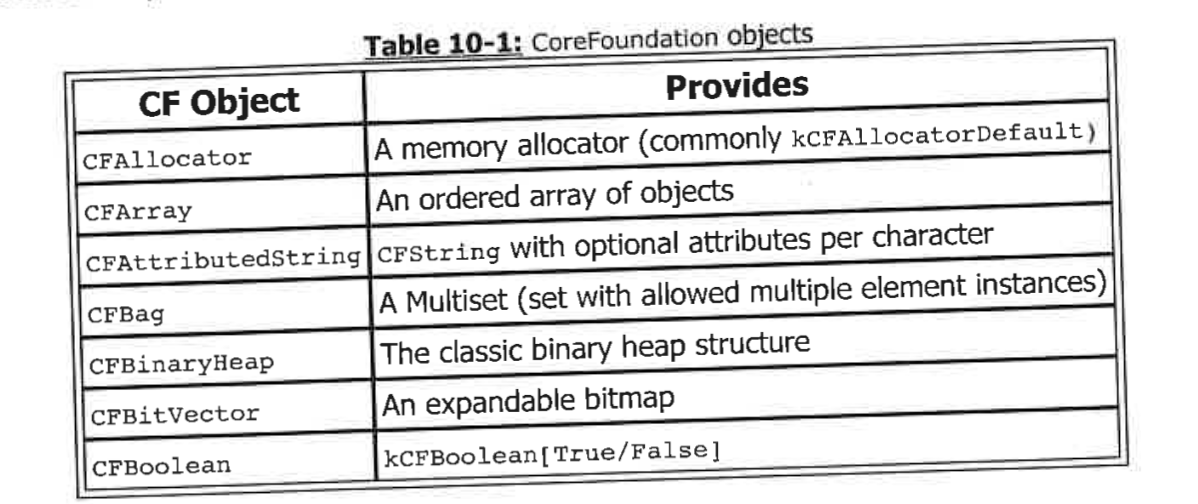 Table 10-1: CoreFoundation objects
CF Object Provides
CFAllocator A memory allocator (commonly kCFAllocatorDefault)
CFArray An ordered array of objects
CFAttributedString CFString with optional attributes per character
CFBag A Multiset (set with allowed multiple element instances)
CFBinaryHeap The classic binary heap structure
CFBitVector An expandable bitmap
CFBoolean kCFBoolean[True/False]